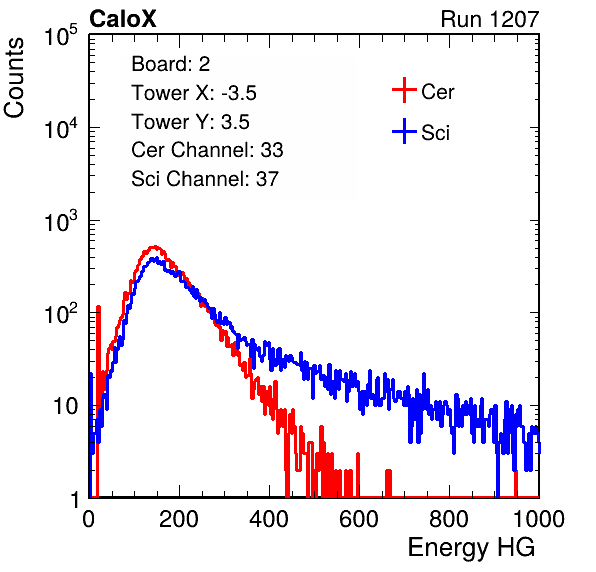 CaloX Run 1207
Counts
Board: 2
Tower X: -3.5
Tower Y: 3.5
Cer Channel: 33
Sci Channel: 37
Cer
Sci
10^5
10^4
10^3
10^2
10
1
0 200 400 600 800 1000
Energy HG